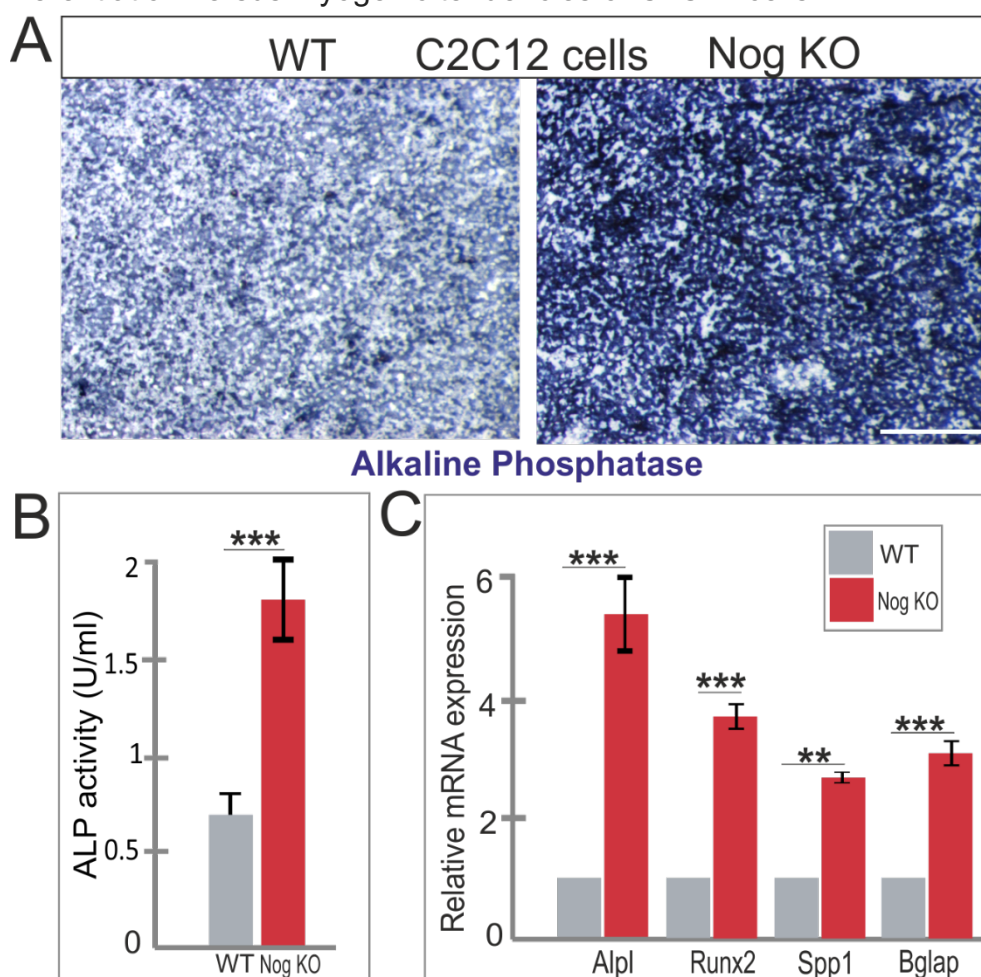 A
WT C2C12 cells Nog KO
Alkaline Phosphatase
B
ALP activity (U/ml)
2
1.5
1
0.5
0
***
WT Nog KO
C
Relative mRNA expression
6
4
2
0
***
***
**
***
WT
Nog KO
Alpl Runx2 Spp1 Bglap